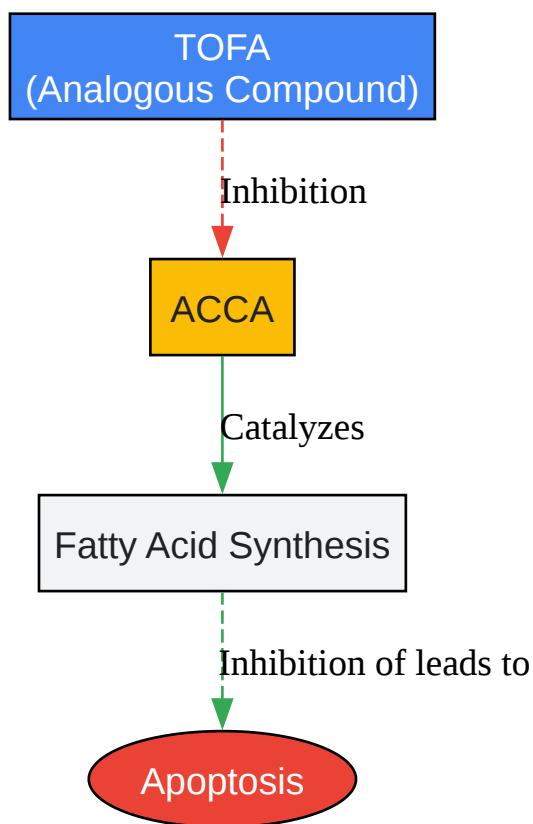 TOFA
(Analogous Compound)
Inhibition
ACCA
Catalyzes
Fatty Acid Synthesis
Inhibition of leads to
Apoptosis